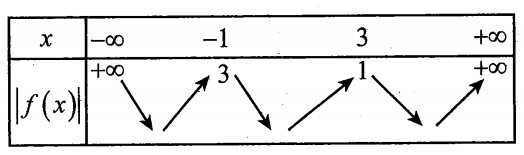 x −∞ −1 3 +∞
+∞ 3 1 +∞
|f(x)|